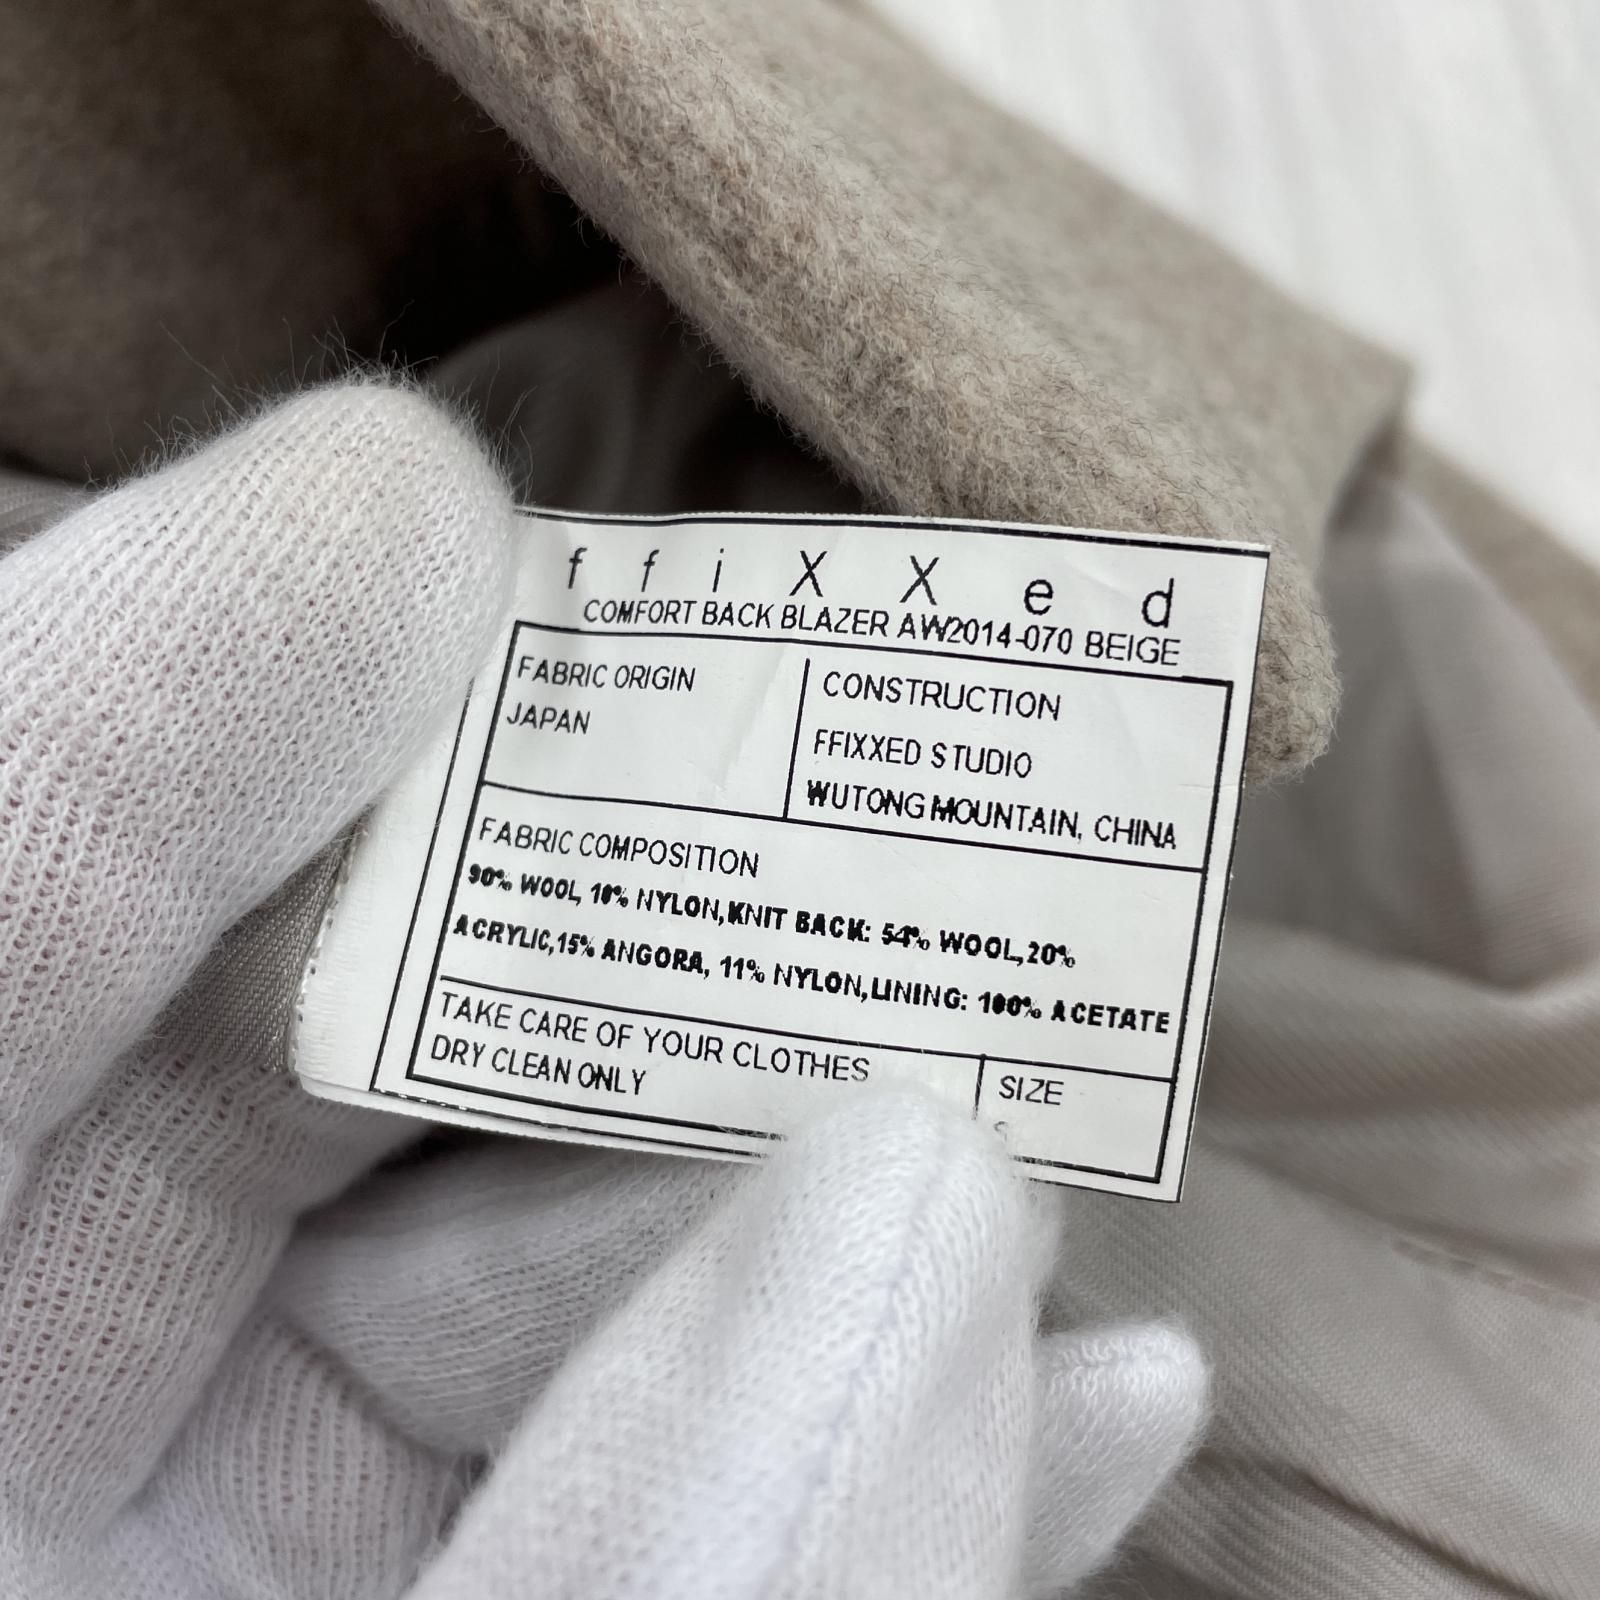 f f i X X e d
COMFORT BACK BLAZER AW2014-070 BEIGE
FABRIC ORIGIN
JAPAN
CONSTRUCTION
FFIXXED STUDIO
WUTONG MOUNTAIN, CHINA
FABRIC COMPOSITION
90% WOOL, 10% NYLON,KNIT BACK: 54% WOOL,20%
ACRYLIC,15% ANGORA, 11% NYLON,LINING: 100% ACETATE
TAKE CARE OF YOUR CLOTHES
DRY CLEAN ONLY
SIZE